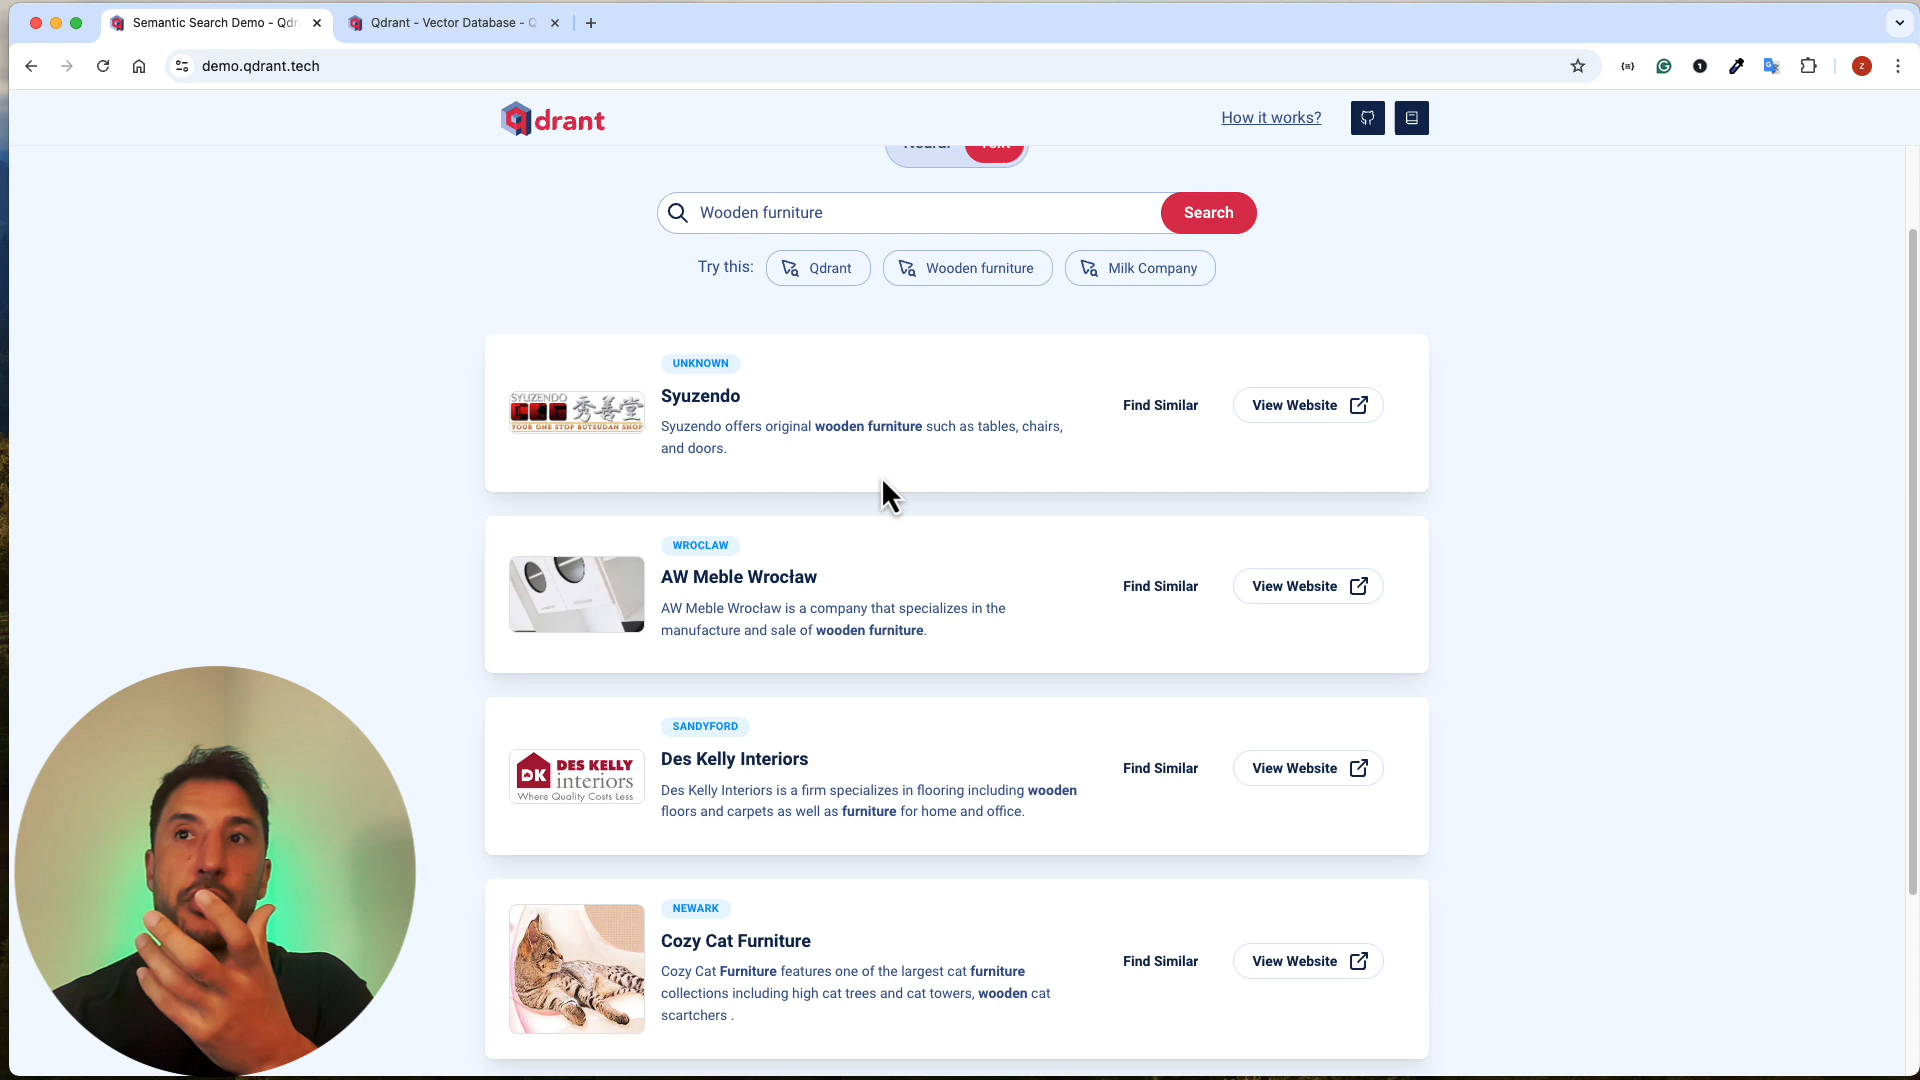 Semantic Search Demo - Qdr
Qdrant - Vector Database - Q
demo.qdrant.tech
z
qdrant
How it works?
Neural
Text
Wooden furniture
Search
Try this:
Qdrant
Wooden furniture
Milk Company
UNKNOWN
SYUZENDO
秀善堂
YOUR ONE STOP BUTSUDAN SHOP
Syuzendo
Syuzendo offers original wooden furniture such as tables, chairs,
and doors.
Find Similar
View Website
WROCLAW
AW Meble Wrocław
AW Meble Wrocław is a company that specializes in the
manufacture and sale of wooden furniture.
Find Similar
View Website
SANDYFORD
DK
DES KELLY
interiors
Where Quality Costs Less
Des Kelly Interiors
Des Kelly Interiors is a firm specializes in flooring including wooden
floors and carpets as well as furniture for home and office.
Find Similar
View Website
NEWARK
Cozy Cat Furniture
Cozy Cat Furniture features one of the largest cat furniture
collections including high cat trees and cat towers, wooden cat
scartchers .
Find Similar
View Website